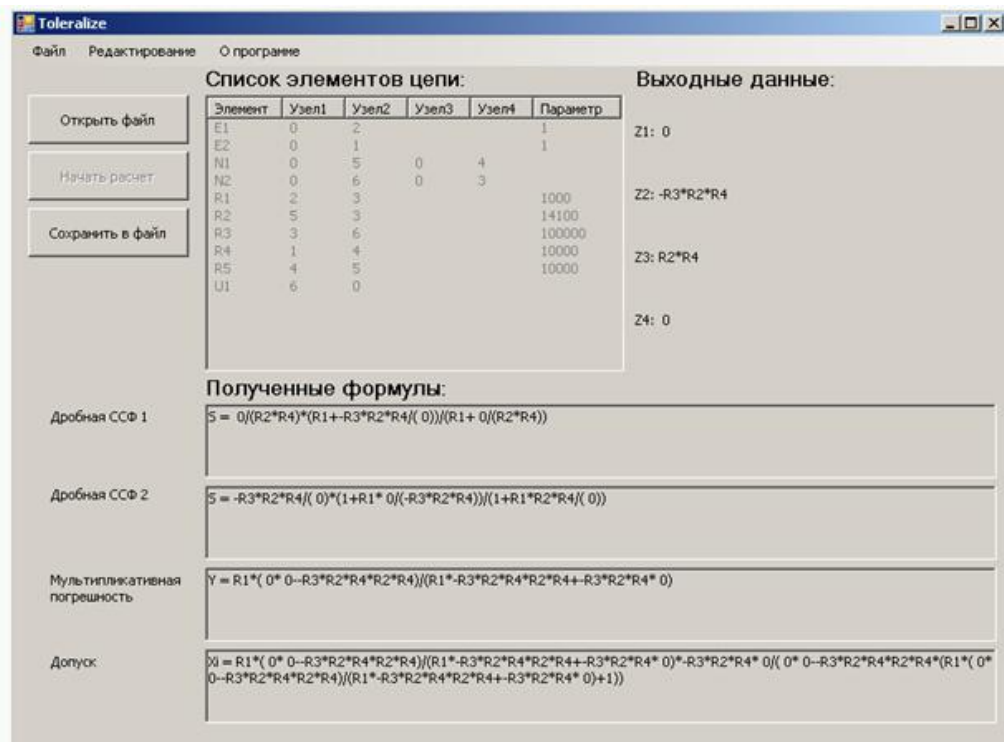 Toleralize
Файл Редактирование О програпне
Список элементов цепи:
Выходные данные:
Открыть файл
Начать расчет
Сохранить в файл
Элемент Узел1 Узел2 Узел3 Узел4 Параметр
E1 0 2 1
E2 0 1 1
N1 0 5 0 4
N2 0 6 0 3
R1 2 3 1000
R2 5 3 14100
R3 3 6 100000
R4 1 4 10000
R5 4 5 10000
U1 6 0
Z1: 0
Z2: -R3*R2*R4
Z3: R2*R4
Z4: 0
Полученные формулы:
Дробная ССФ 1
S = 0/(R2*R4)*(R1+-R3*R2*R4/( 0))/(R1+ 0/(R2*R4))
Дробная ССФ 2
S = -R3*R2*R4/( 0)*(1+R1* 0/(-R3*R2*R4))/(1+R1*R2*R4/( 0))
Мультипликативная
погрешность
Y = R1*( 0* 0--R3*R2*R4*R2*R4)/(R1*-R3*R2*R4*R2*R4+-R3*R2*R4* 0)
Допуск
Xi = R1*( 0* 0--R3*R2*R4*R2*R4)/(R1*-R3*R2*R4*R2*R4+-R3*R2*R4* 0)*-R3*R2*R4* 0/( 0* 0--R3*R2*R4*R2*R4*(R1*( 0*
0--R3*R2*R4*R2*R4)/(R1*-R3*R2*R4*R2*R4+-R3*R2*R4* 0)+1))